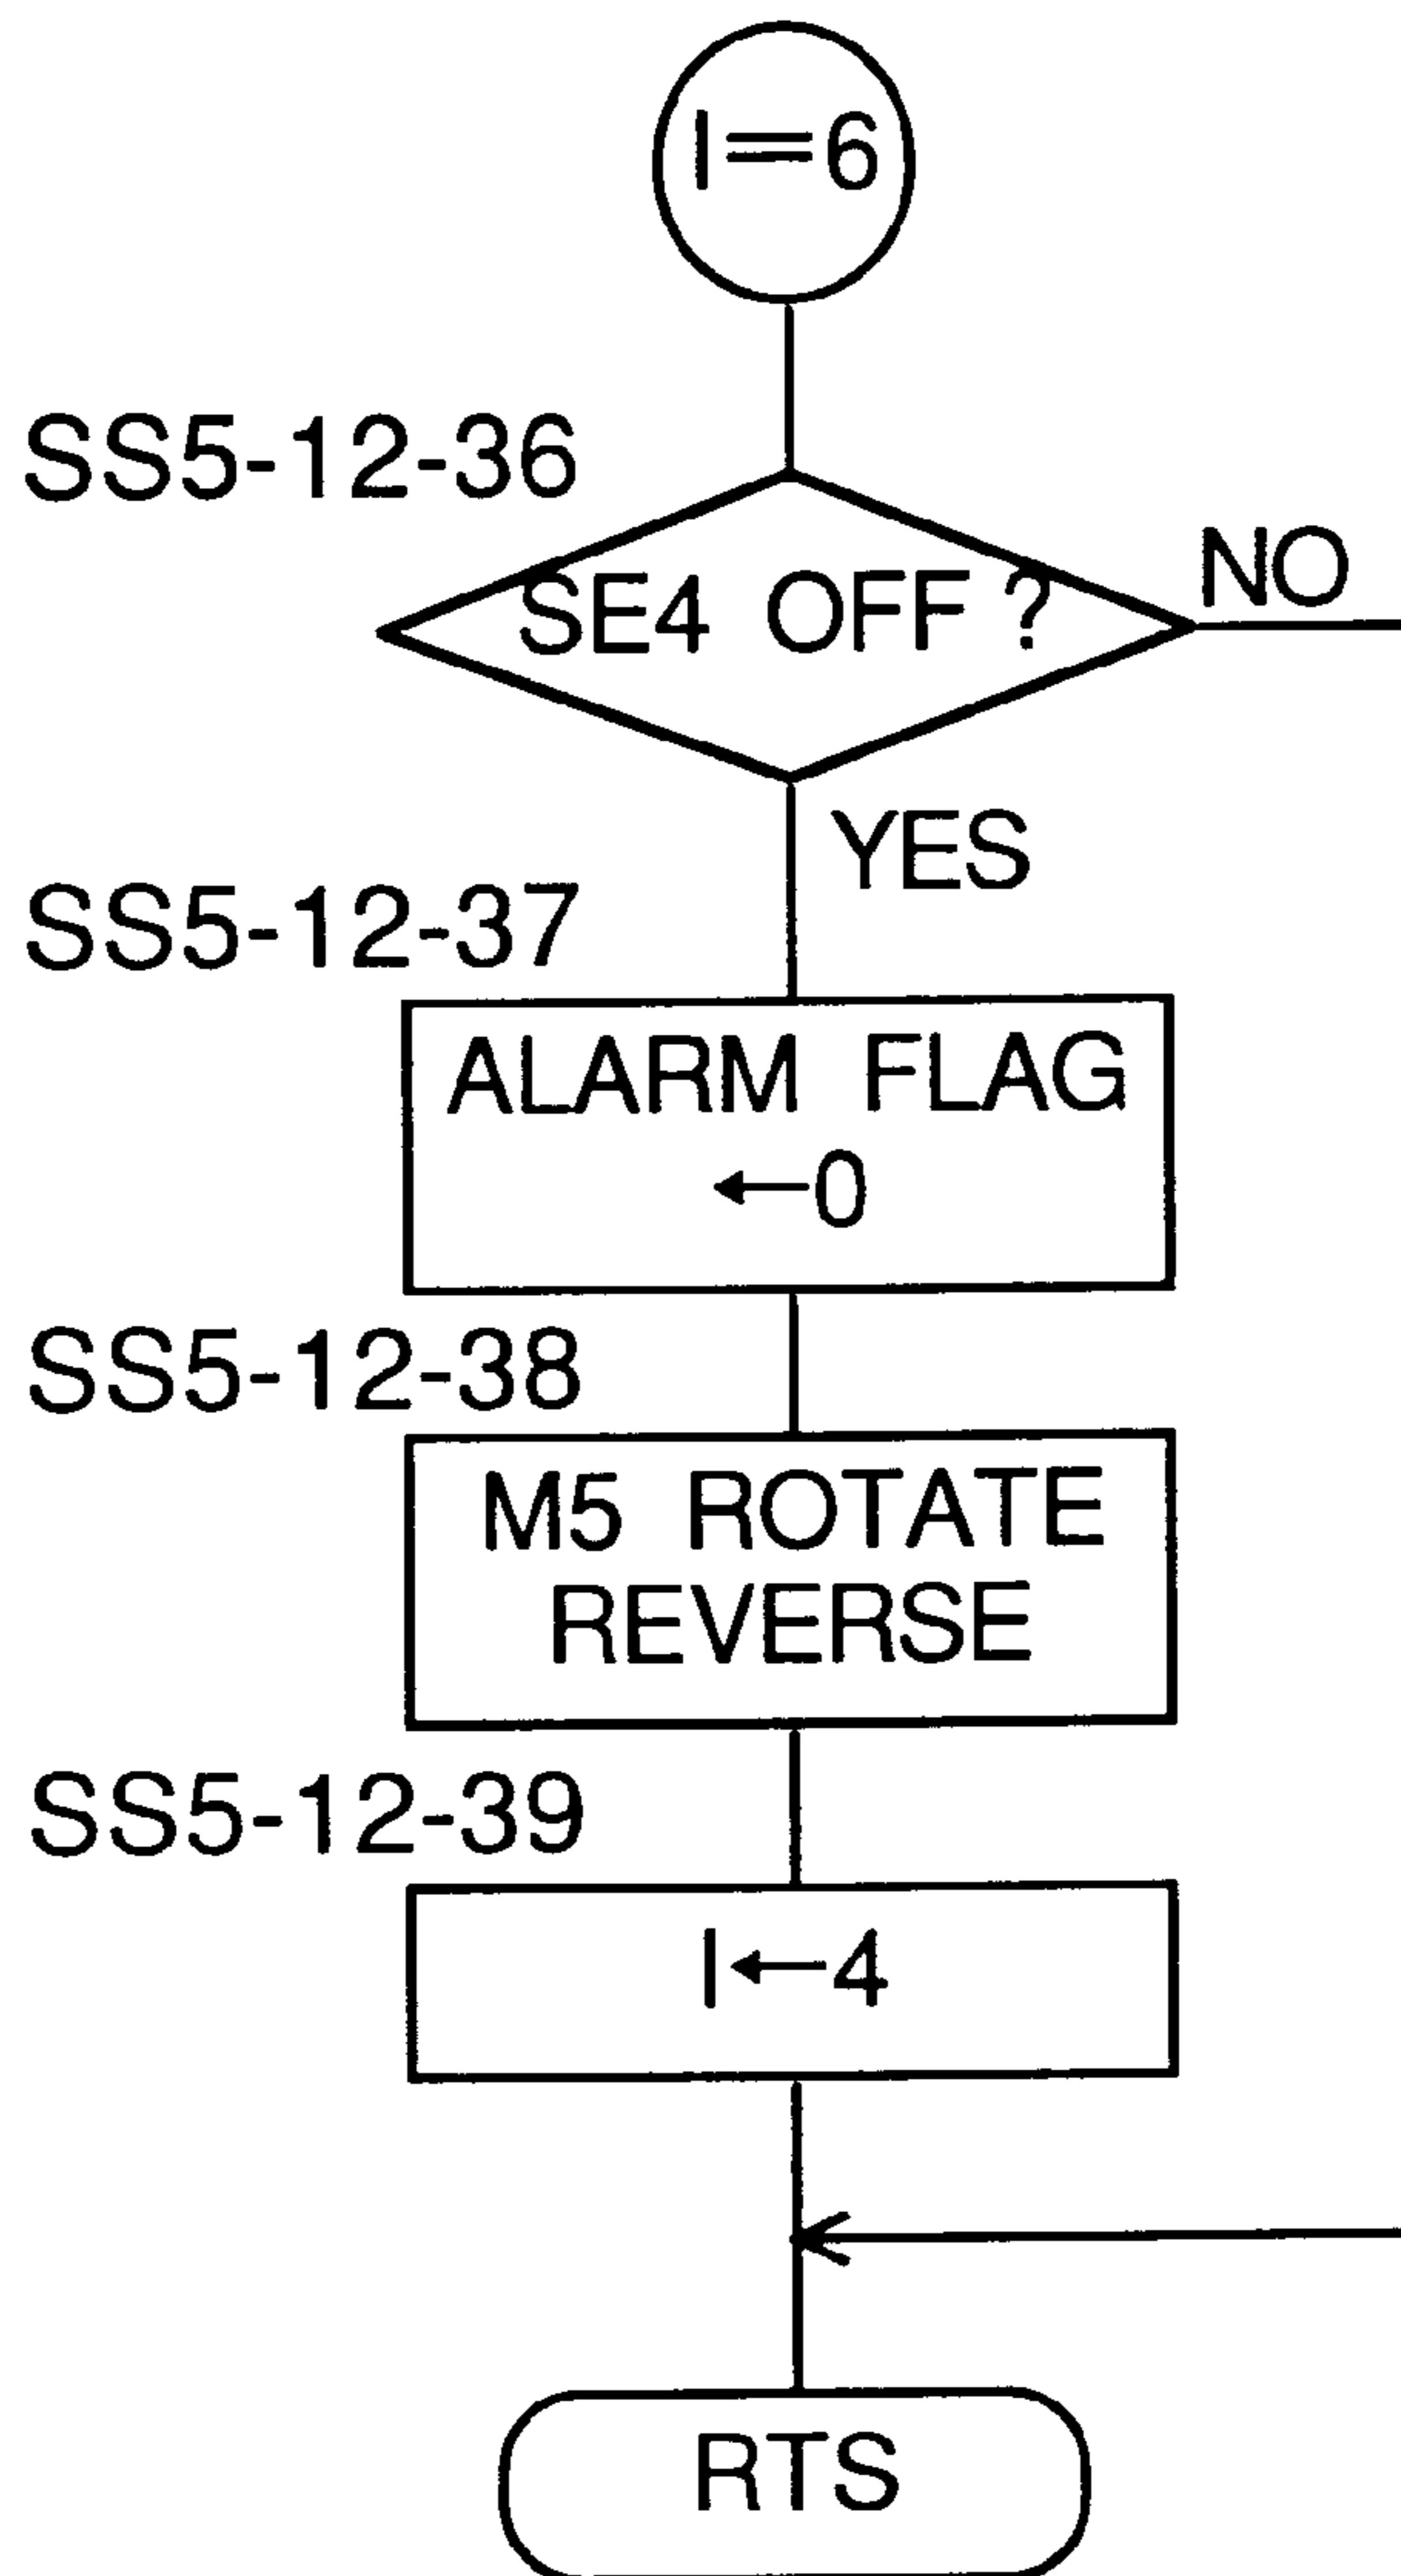 I=6
SS5-12-36
SE4 OFF ?
NO
YES
SS5-12-37
ALARM FLAG
←0
SS5-12-38
M5 ROTATE
REVERSE
SS5-12-39
I←4
RTS